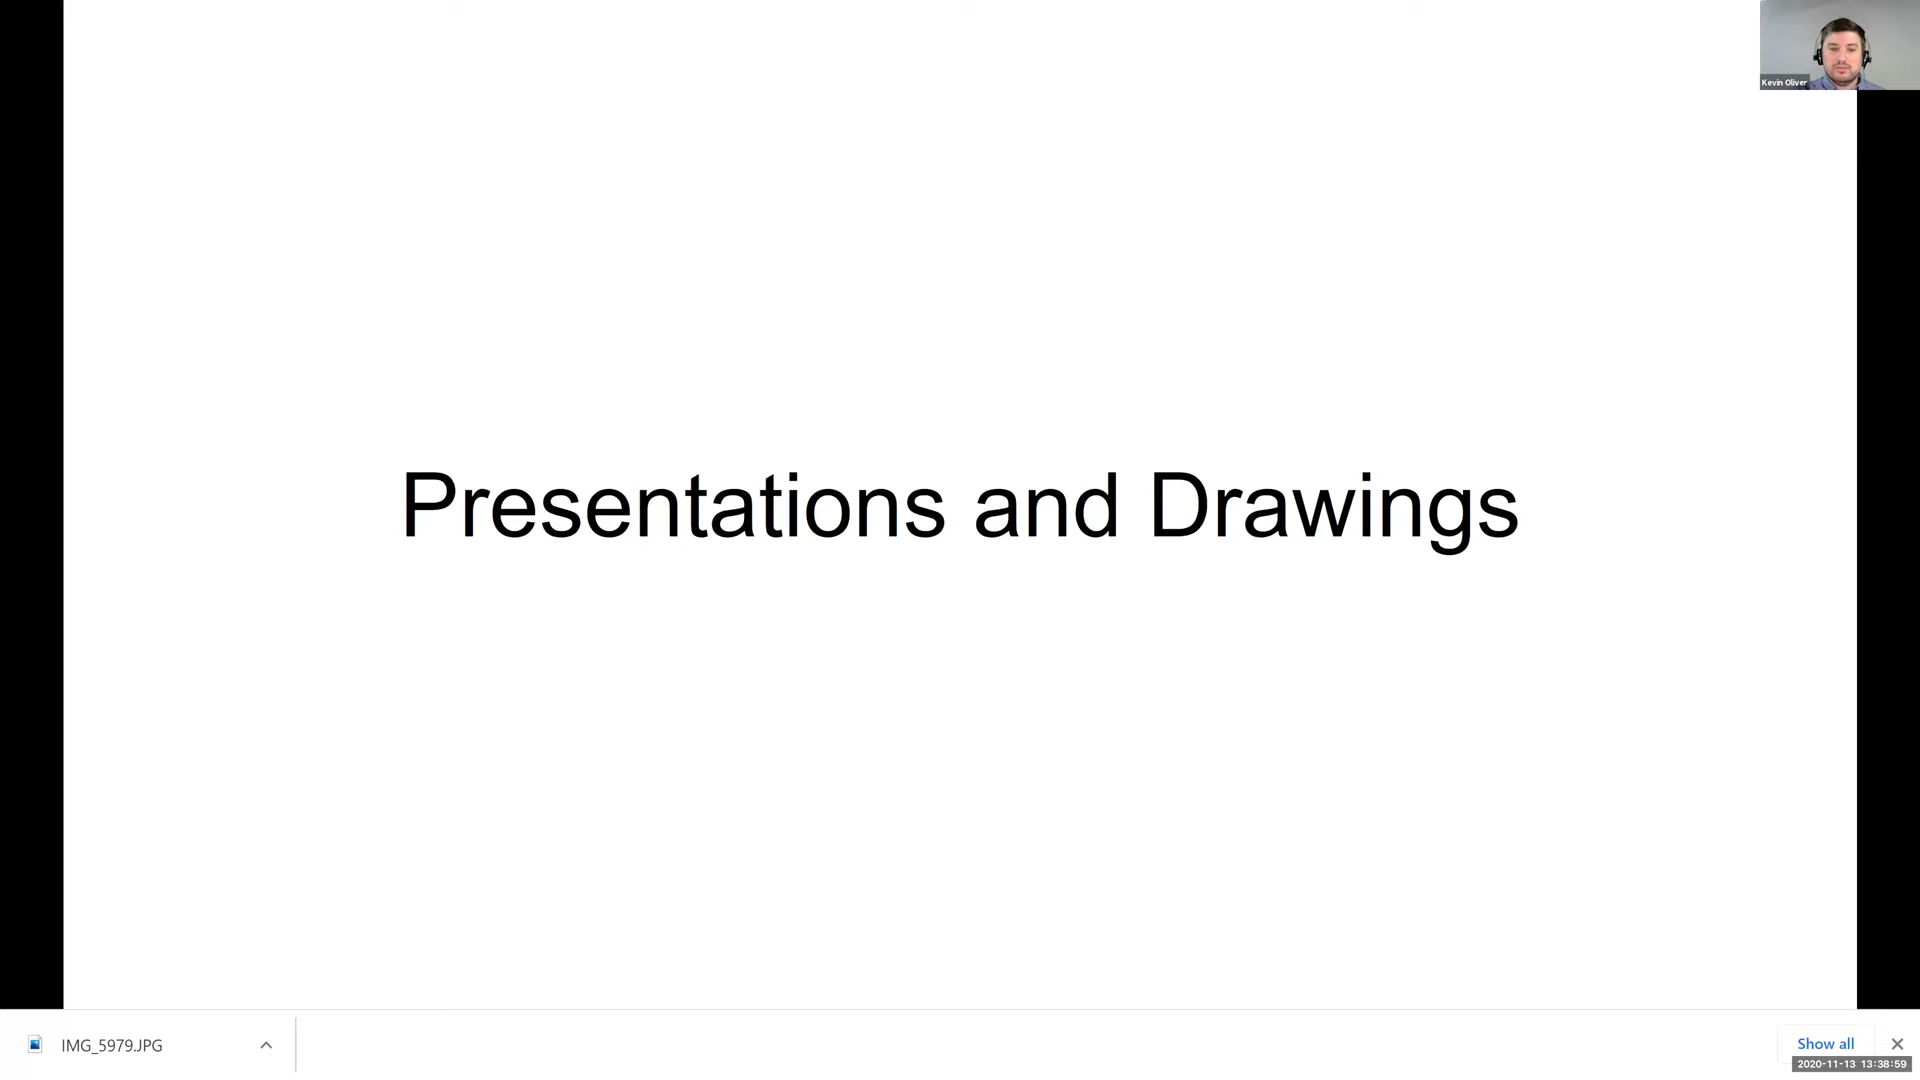 Kevin Oliver
Presentations and Drawings
IMG_5979.JPG
Show all
2020-11-13 13:38:59